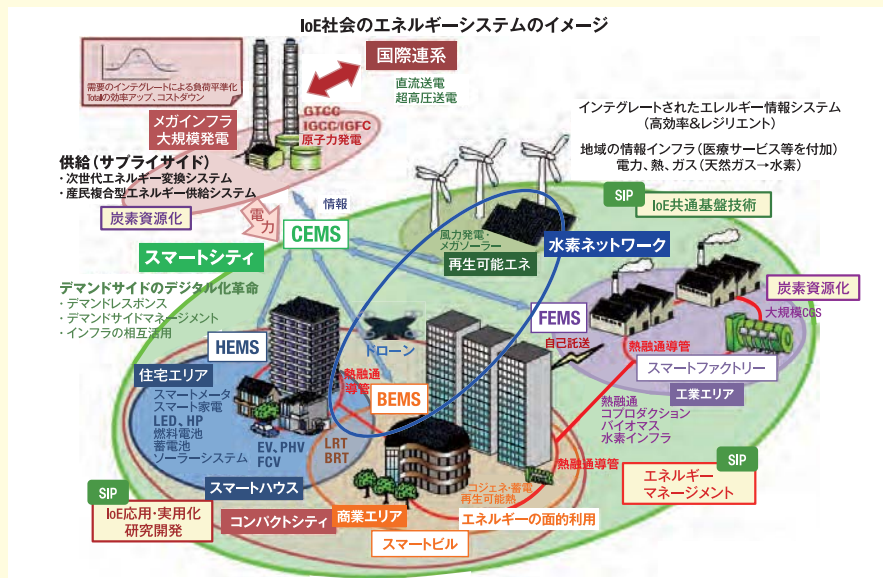 IoE社会のエネルギーシステムのイメージ
需要のインテグレートによる負荷平準化
Totalの効率アップ、コストダウン
メガインフラ
大規模発電
国際連系
直流送電
超高圧送電
GTCC
IGCC/IGFC
原子力発電
供給（サプライサイド）
・次世代エネルギー変換システム
・産民複合型エネルギー供給システム
炭素資源化
電力
情報
CEMS
インテグレートされたエレルギー情報システム
（高効率&レジリエント）
地域の情報インフラ（医療サービス等を付加）
電力、熱、ガス（天然ガス→水素）
SIP
IoE共通基盤技術
風力発電・
メガソーラー
再生可能エネ
水素ネットワーク
スマートシティ
デマンドサイドのデジタル化革命
・デマンドレスポンス
・デマンドサイドマネージメント
・インフラの相互活用
HEMS
ドローン
FEMS
自己託送
炭素資源化
大規模CGS
熱融通導管
スマートファクトリー
工業エリア
熱融通
コプロダクション
バイオマス
水素インフラ
住宅エリア
スマートメータ
スマート家電
LED、HP
燃料電池
蓄電池
ソーラーシステム
EV、PHV
FCV
スマートハウス
熱融通
導管
BEMS
LRT
BRT
コジェネ・蓄電
再生可能熱
熱融通導管
SIP
エネルギー
マネージメント
SIP
IoE応用・実用化
研究開発
コンパクトシティ
商業エリア
エネルギーの面的利用
スマートビル